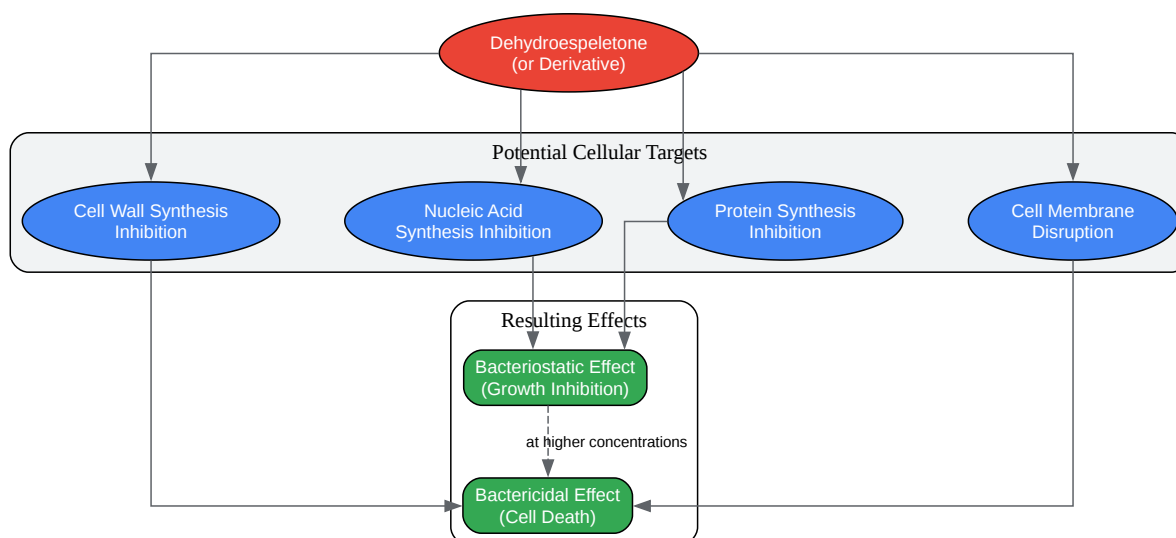 Dehydroespeletone
(or Derivative)
Potential Cellular Targets
Cell Wall Synthesis
Inhibition
Nucleic Acid
Synthesis Inhibition
Protein Synthesis
Inhibition
Cell Membrane
Disruption
Resulting Effects
Bacteriostatic Effect
(Growth Inhibition)
at higher concentrations
Bactericidal Effect
(Cell Death)